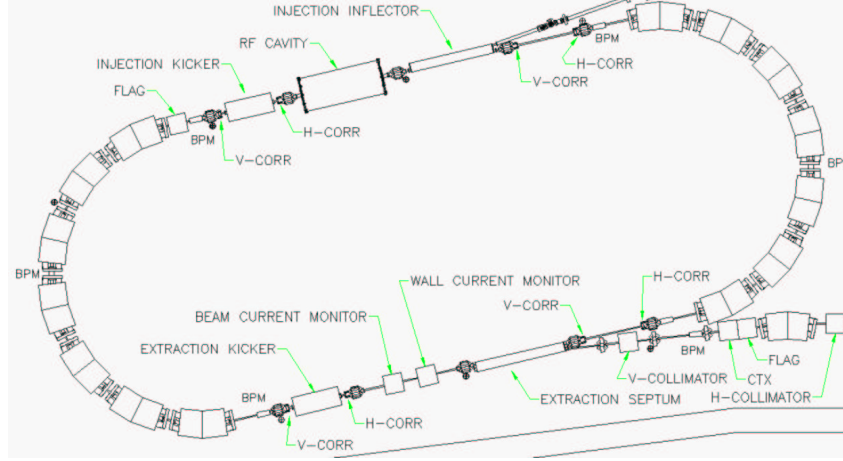 INJECTION INFLECTOR
RF CAVITY
BPM
H-CORR
V-CORR
INJECTION KICKER
FLAG
BPM
H-CORR
V-CORR
BP
BPM
WALL CURRENT MONITOR
H-CORR
V-CORR
BEAM CURRENT MONITOR
EXTRACTION KICKER
BPM
FLAG
V-COLLIMATOR
CTX
BPM
EXTRACTION SEPTUM
H-COLLIMATOR
H-CORR
V-CORR